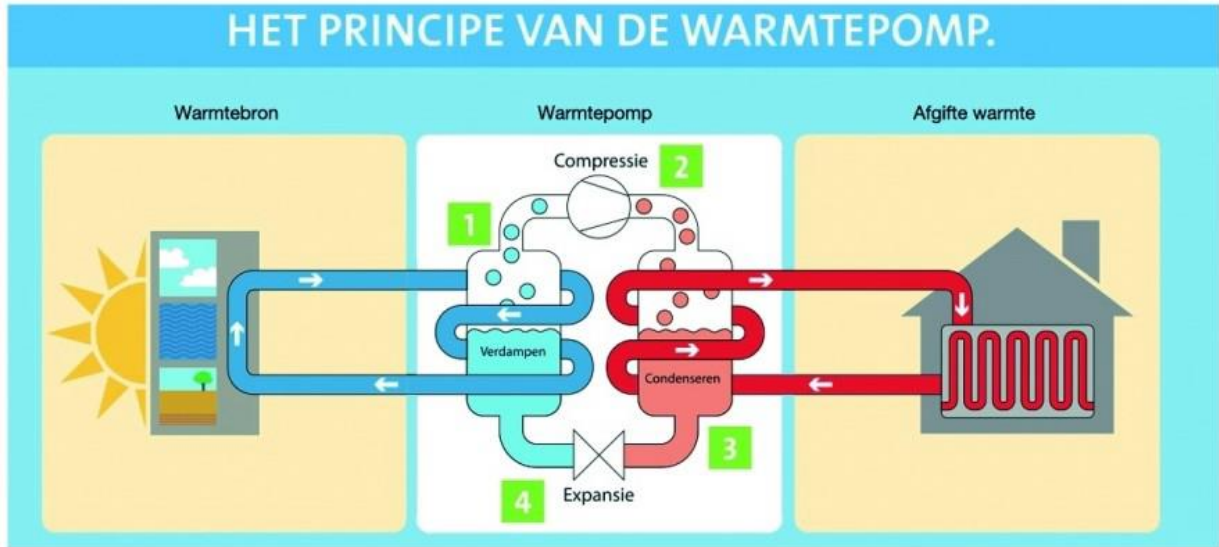 HET PRINCIPE VAN DE WARMTEPOMP.
Warmtebron
Warmtepomp
Afgifte warmte
Compressie
2
1
Verdampen
Condenseren
3
4
Expansie